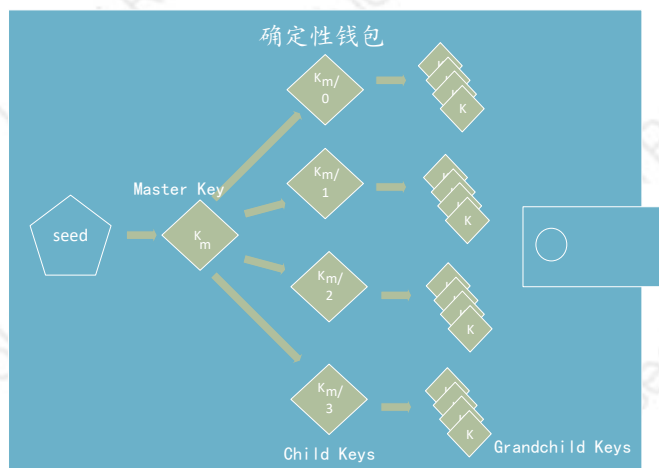 确定性钱包
Km/
0
K
Master Key
Km/
1
K
seed
Km
Km/
2
K
Km/
3
K
Child Keys
Grandchild Keys